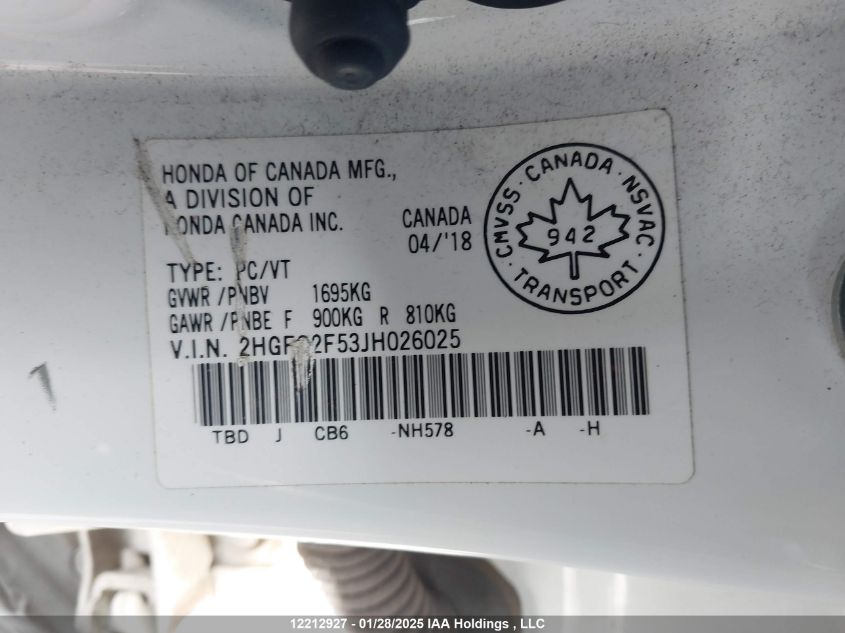 HONDA OF CANADA MFG.,
A DIVISION OF
HONDA CANADA INC.
CANADA
04/'18
TYPE: PC/VT
GVWR /PNBV 1695KG
GAWR /PNBE F 900KG R 810KG
V.I.N.
TBD J CB6 -NH578 -A -H
CMVSS · CANADA · NSVAC · TRANSPORT ·
942
12212927 - 01/28/2025 IAA Holdings , LLC